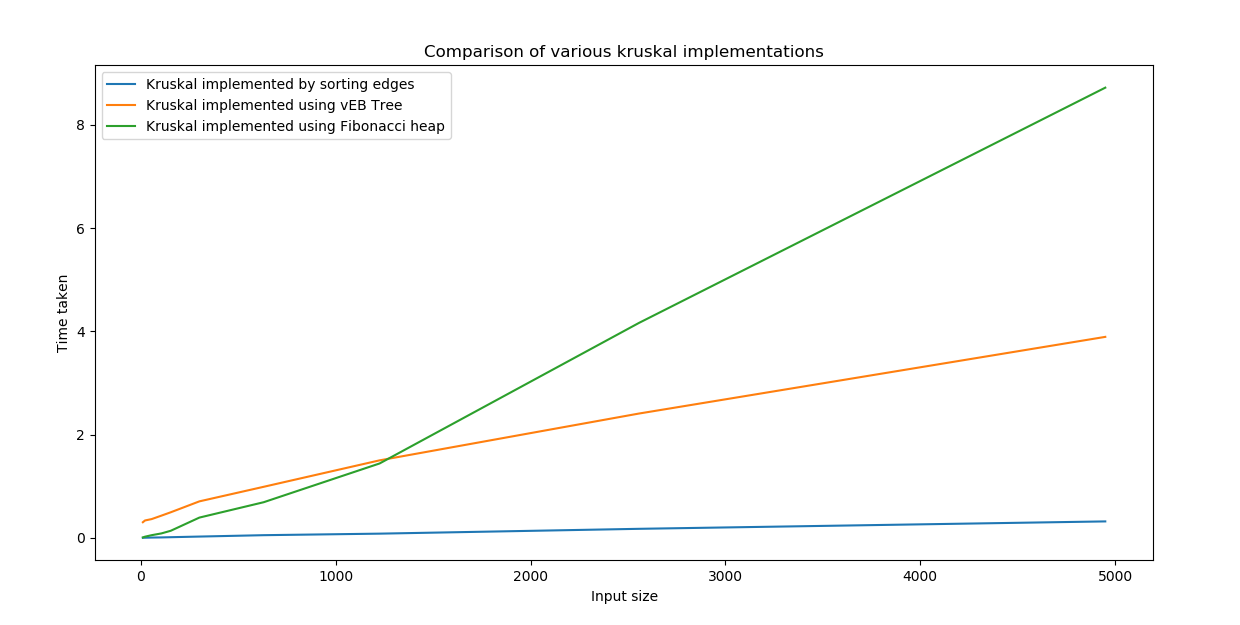 Comparison of various kruskal implementations
Kruskal implemented by sorting edges
Kruskal implemented using vEB Tree
Kruskal implemented using Fibonacci heap
8
6
4
2
0
Time taken
0 1000 2000 3000 4000 5000
Input size